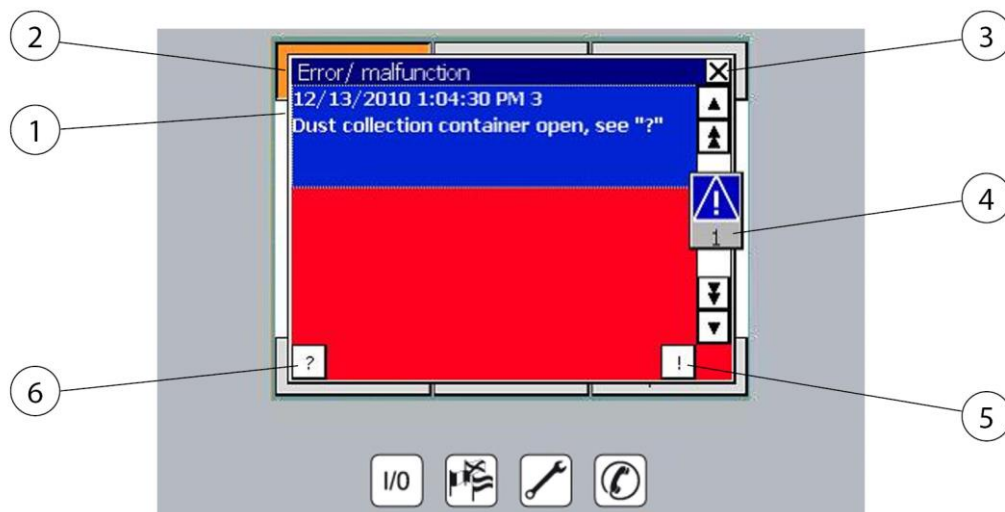 2
3
Error/ malfunction
12/13/2010 1:04:30 PM 3
Dust collection container open, see "?"
1
4
!
1
?
!
6
5
I/0